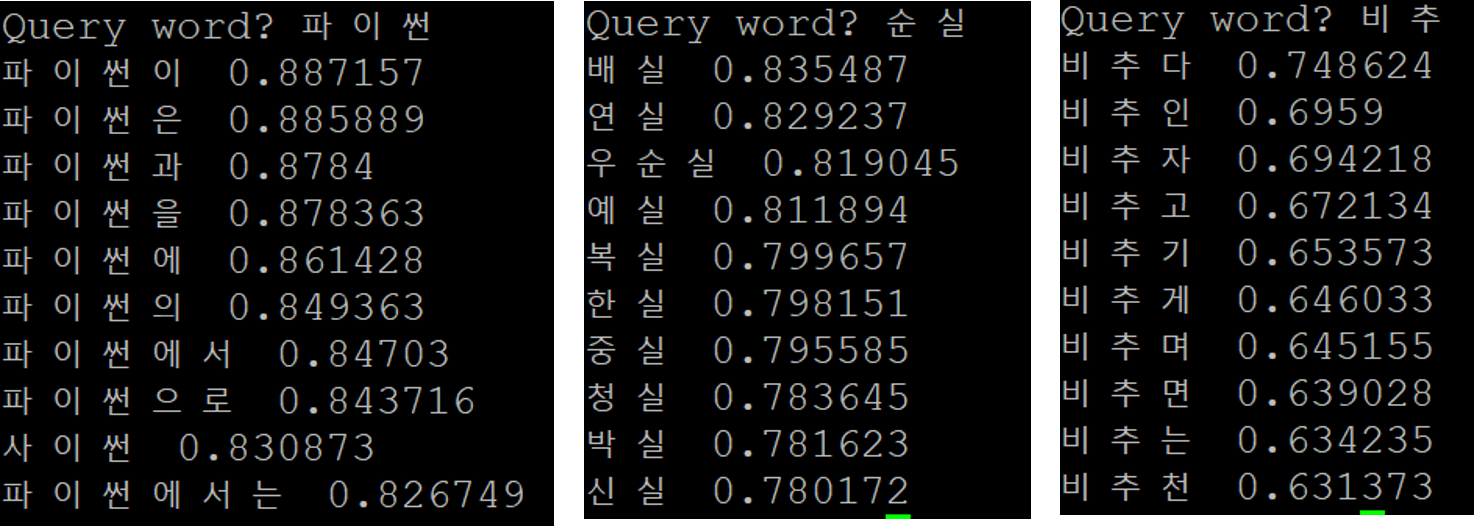 Query word? 파이썬
파이썬이 0.887157
파이썬은 0.885889
파이썬과 0.8784
파이썬을 0.878363
파이썬에 0.861428
파이썬의 0.849363
파이썬에서 0.84703
파이썬으로 0.843716
사이썬 0.830873
파이썬에서는 0.826749
Query word? 순실
배실 0.835487
연실 0.829237
우순실 0.819045
예실 0.811894
복실 0.799657
한실 0.798151
중실 0.795585
청실 0.783645
박실 0.781623
신실 0.780172
Query word? 비추
비추다 0.748624
비추인 0.6959
비추자 0.694218
비추고 0.672134
비추기 0.653573
비추게 0.646033
비추며 0.645155
비추면 0.639028
비추는 0.634235
비추천 0.631373